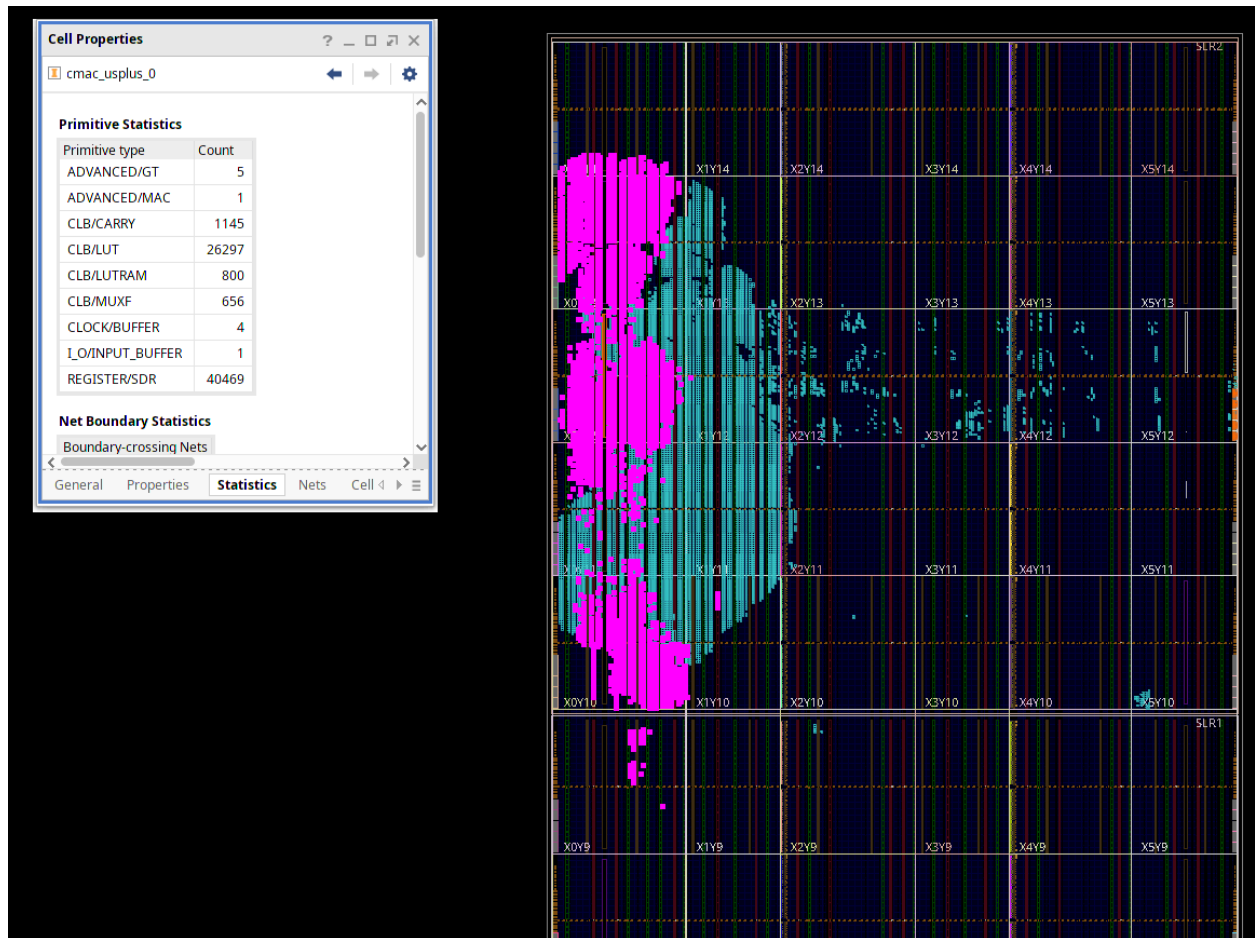 Cell Properties
cmac_usplus_0
Primitive Statistics
Primitive type Count
ADVANCED/GT 5
ADVANCED/MAC 1
CLB/CARRY 1145
CLB/LUT 26297
CLB/LUTRAM 800
CLB/MUXF 656
CLOCK/BUFFER 4
I_O/INPUT_BUFFER 1
REGISTER/SDR 40469
Net Boundary Statistics
Boundary-crossing Nets
General Properties Statistics Nets Cell
SLR2
X1Y14 X2Y14 X3Y14 X4Y14 X5Y14
X2Y13 X3Y13 X4Y13 X5Y13
X1Y12 X2Y12 X3Y12 X4Y12 X5Y12
X1Y11 X2Y11 X3Y11 X4Y11 X5Y11
X0Y10 X1Y10 X2Y10 X3Y10 X4Y10 X5Y10
SLR1
X0Y9 X1Y9 X2Y9 X3Y9 X4Y9 X5Y9